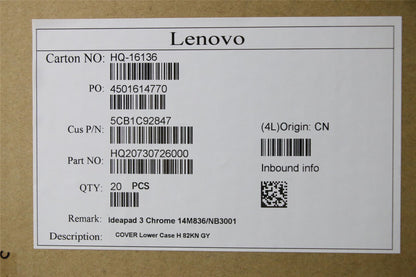 Lenovo
Carton NO: HQ-16136
PO: 4501614770
Cus P/N: 5CB1C92847
(4L)Origin: CN
Part NO: HQ20730726000
Inbound info
QTY: 20 PCS
Remark: ideapad 3 Chrome 14M836/NB3001
Description: COVER Lower Case H 82KN GY